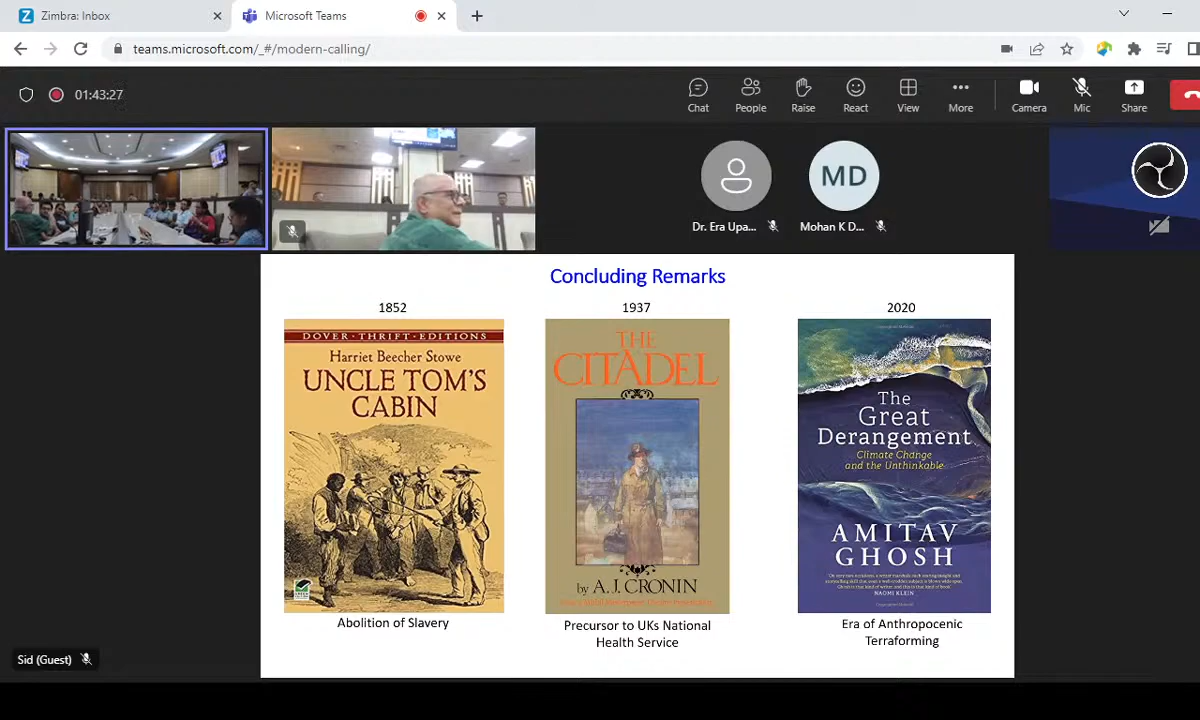 Zimbra: Inbox
Microsoft Teams
teams.microsoft.com/_#/modern-calling/
01:43:27
Chat
People
Raise
React
View
More
Camera
Mic
Share
MD
Dr. Era Upa...
Mohan K D...
Concluding Remarks
1852
1937
2020
DOVER · THRIFT · EDITIONS
Harriet Beecher Stowe
UNCLE TOM'S
CABIN
Abolition of Slavery
THE
CITADEL
by A.J. CRONIN
Precursor to UKs National
Health Service
The
Great
Derangement
Climate Change
and the Unthinkable
AMITAV
GHOSH
NAOMI KLEIN
Era of Anthropocenic
Terraforming
Sid (Guest)